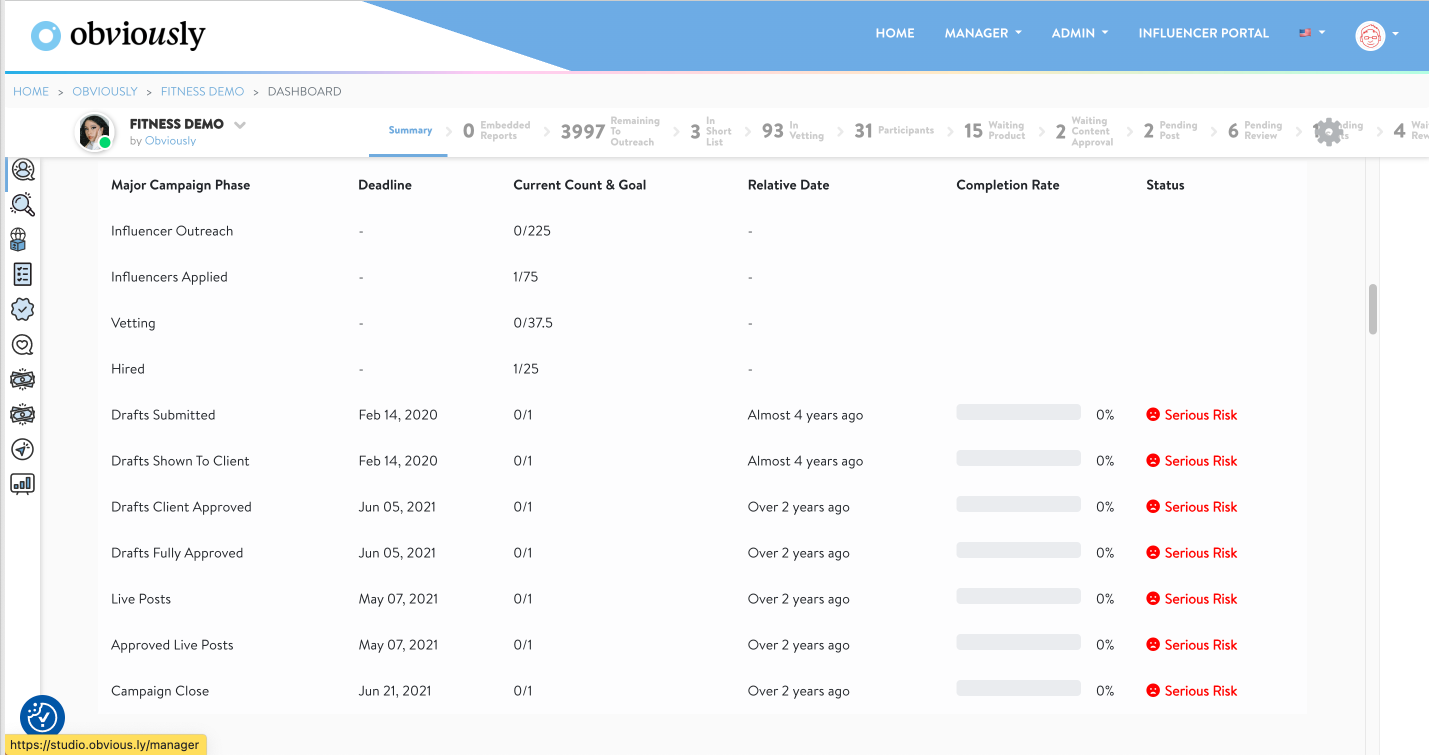 obviously
HOME MANAGER ADMIN INFLUENCER PORTAL
HOME > OBVIOUSLY > FITNESS DEMO > DASHBOARD
FITNESS DEMO
by Obviously
Summary
0 Embedded Reports
3997 Remaining To Outreach
3 In Short List
93 In Vetting
31 Participants
15 Waiting Product
2 Waiting Content Approval
2 Pending Post
6 Pending Review
4
Major Campaign Phase Deadline Current Count & Goal Relative Date Completion Rate Status
Influencer Outreach - 0/225 -
Influencers Applied - 1/75 -
Vetting - 0/37.5 -
Hired - 1/25 -
Drafts Submitted Feb 14, 2020 0/1 Almost 4 years ago 0% Serious Risk
Drafts Shown To Client Feb 14, 2020 0/1 Almost 4 years ago 0% Serious Risk
Drafts Client Approved Jun 05, 2021 0/1 Over 2 years ago 0% Serious Risk
Drafts Fully Approved Jun 05, 2021 0/1 Over 2 years ago 0% Serious Risk
Live Posts May 07, 2021 0/1 Over 2 years ago 0% Serious Risk
Approved Live Posts May 07, 2021 0/1 Over 2 years ago 0% Serious Risk
Campaign Close Jun 21, 2021 0/1 Over 2 years ago 0% Serious Risk
https://studio.obvious.ly/manager